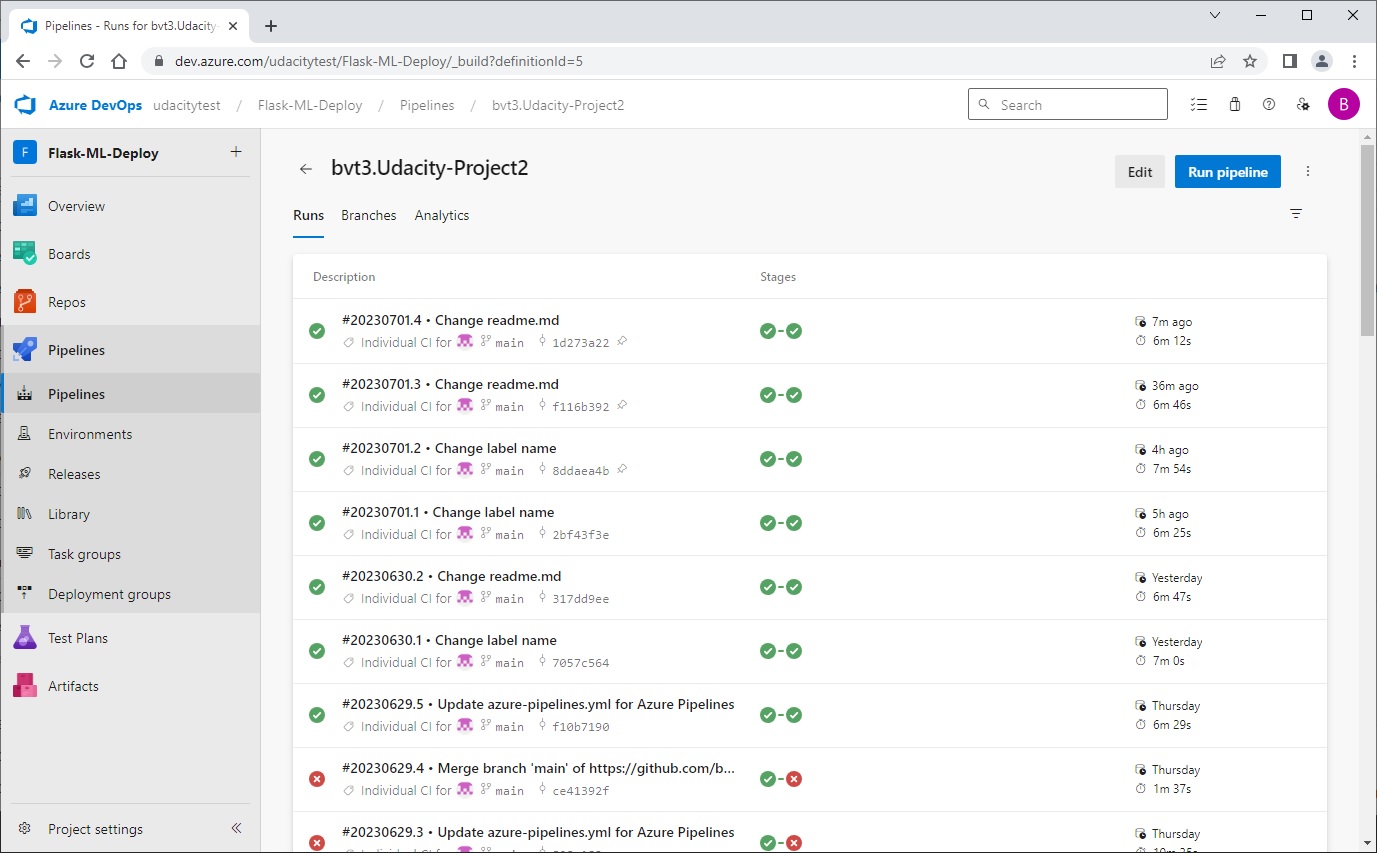 Pipelines - Runs for bvt3.Udacity-
dev.azure.com/udacitytest/Flask-ML-Deploy/_build?definitionId=5
Azure DevOps udacitytest / Flask-ML-Deploy / Pipelines / bvt3.Udacity-Project2
Search
B
F Flask-ML-Deploy
Overview
Boards
Repos
Pipelines
Pipelines
Environments
Releases
Library
Task groups
Deployment groups
Test Plans
Artifacts
Project settings
bvt3.Udacity-Project2
Edit
Run pipeline
Runs Branches Analytics
Description Stages
#20230701.4 • Change readme.md
Individual CI for main 1d273a22
7m ago
6m 12s
#20230701.3 • Change readme.md
Individual CI for main f116b392
36m ago
6m 46s
#20230701.2 • Change label name
Individual CI for main 8ddaea4b
4h ago
7m 54s
#20230701.1 • Change label name
Individual CI for main 2bf43f3e
5h ago
6m 25s
#20230630.2 • Change readme.md
Individual CI for main 317dd9ee
Yesterday
6m 47s
#20230630.1 • Change label name
Individual CI for main 7057c564
Yesterday
7m 0s
#20230629.5 • Update azure-pipelines.yml for Azure Pipelines
Individual CI for main f10b7190
Thursday
6m 29s
#20230629.4 • Merge branch 'main' of https://github.com/b...
Individual CI for main ce41392f
Thursday
1m 37s
#20230629.3 • Update azure-pipelines.yml for Azure Pipelines
Individual CI for main
Thursday